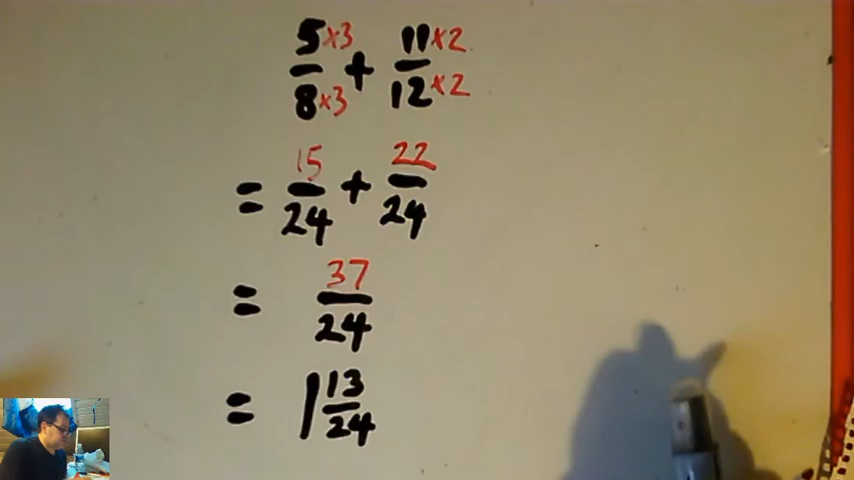 5×3 11×2
8×3 + 12×2
= 15/24 + 22/24
= 37/24
= 1 13/24